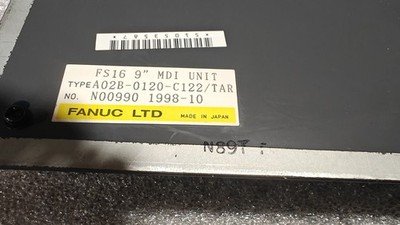 FS16 9" MDI UNIT
TYPE A02B-0120-C122/TAR
NO. N00990 1998-10
FANUC LTD MADE IN JAPAN
N89T